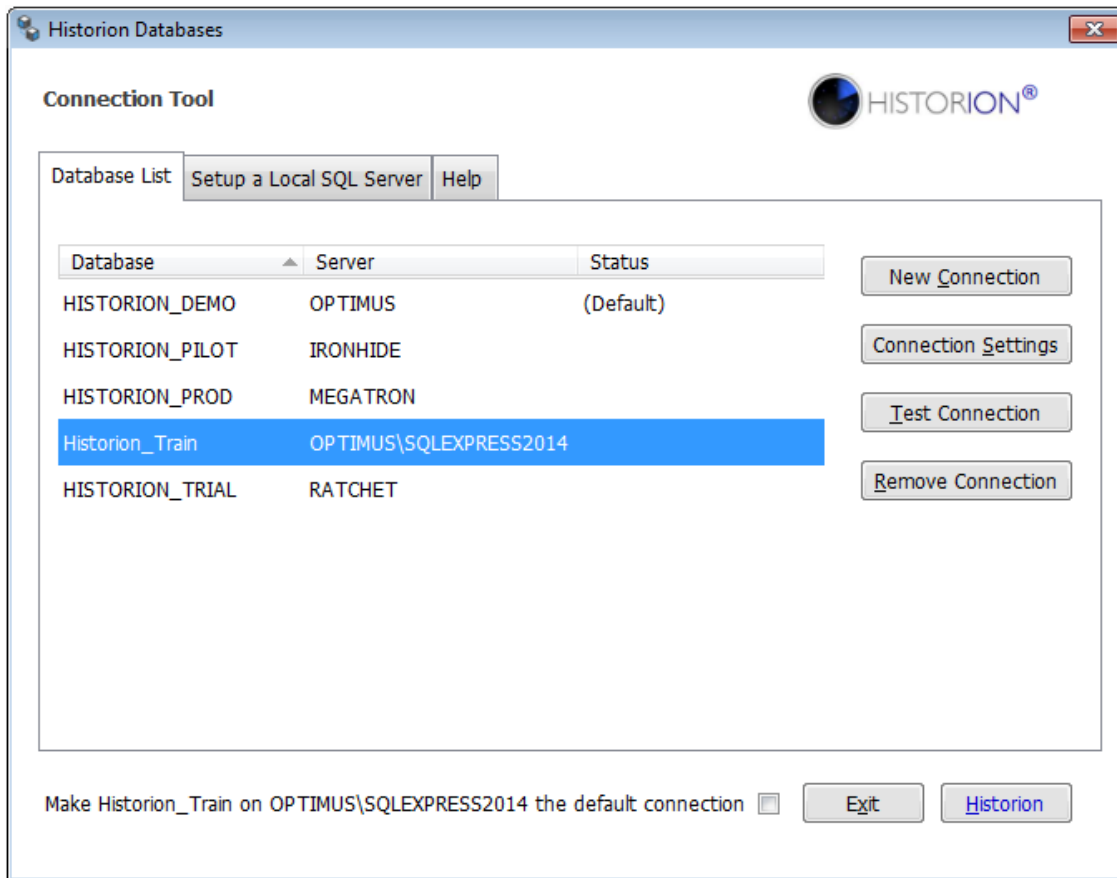 Historion Databases
Connection Tool
HISTORION®
Database List Setup a Local SQL Server Help
Database Server Status
HISTORION_DEMO OPTIMUS (Default)
HISTORION_PILOT IRONHIDE
HISTORION_PROD MEGATRON
Historion_Train OPTIMUS\SQLEXPRESS2014
HISTORION_TRIAL RATCHET
New Connection
Connection Settings
Test Connection
Remove Connection
Make Historion_Train on OPTIMUS\SQLEXPRESS2014 the default connection Exit Historion